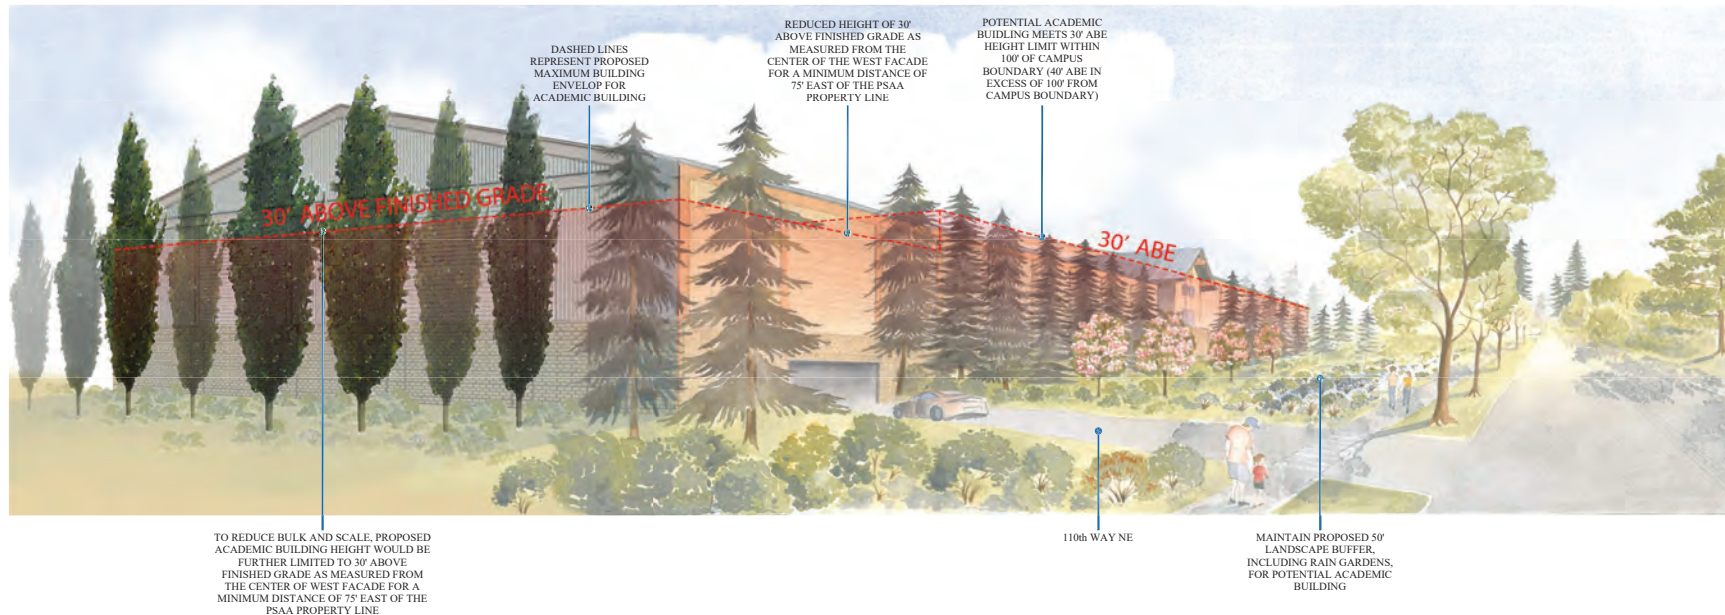 DASHED LINES
REPRESENT PROPOSED
MAXIMUM BUILDING
ENVELOP FOR
ACADEMIC BUILDING
REDUCED HEIGHT OF 30'
ABOVE FINISHED GRADE AS
MEASURED FROM THE
CENTER OF THE WEST FACADE
FOR A MINIMUM DISTANCE OF
75' EAST OF THE PSAA
PROPERTY LINE
POTENTIAL ACADEMIC
BUIDLING MEETS 30' ABE
HEIGHT LIMIT WITHIN
100' OF CAMPUS
BOUNDARY (40' ABE IN
EXCESS OF 100' FROM
CAMPUS BOUNDARY)
30' ABOVE FINISHED GRADE
30' ABE
TO REDUCE BULK AND SCALE, PROPOSED
ACADEMIC BUILDING HEIGHT WOULD BE
FURTHER LIMITED TO 30' ABOVE
FINISHED GRADE AS MEASURED FROM
THE CENTER OF WEST FACADE FOR A
MINIMUM DISTANCE OF 75' EAST OF THE
PSAA PROPERTY LINE
110th WAY NE
MAINTAIN PROPOSED 50'
LANDSCAPE BUFFER,
INCLUDING RAIN GARDENS,
FOR POTENTIAL ACADEMIC
BUILDING